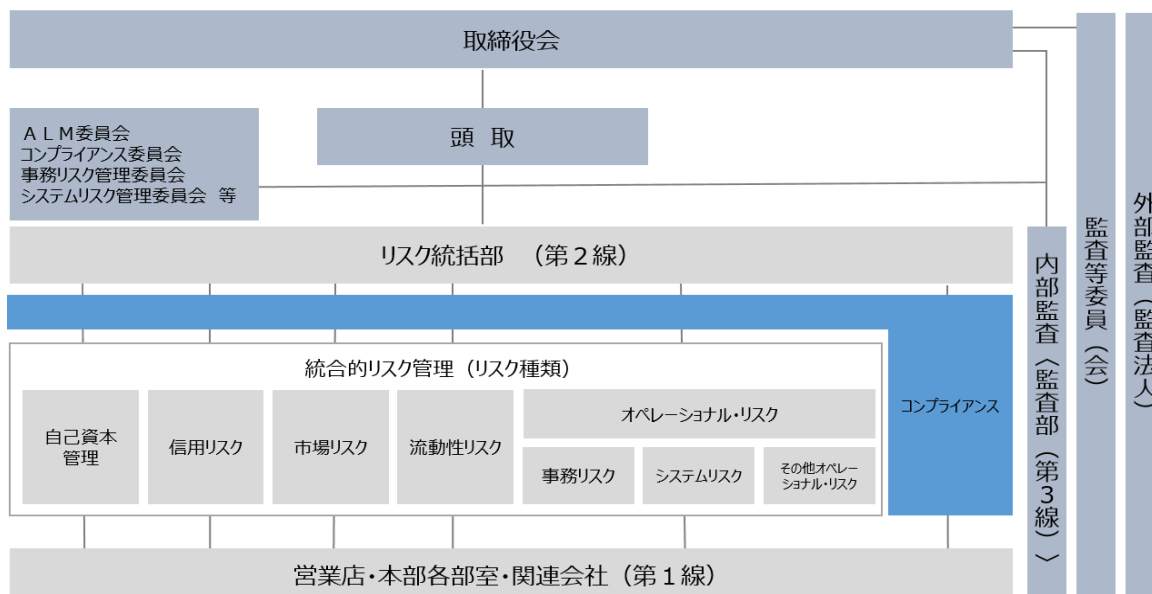 取締役会
ALM委員会
コンプライアンス委員会
事務リスク管理委員会
システムリスク管理委員会 等
頭 取
リスク統括部 (第2線)
統合的リスク管理(リスク種類)
自己資本
管理
信用リスク
市場リスク
流動性リスク
オペレーショナル・リスク
事務リスク
システムリスク
その他オペレー
ショナル・リスク
コンプライアンス
営業店・本部各部室・関連会社(第1線)
内部監査〈監査部(第3線)〉
監査等委員(会)
外部監査(監査法人)